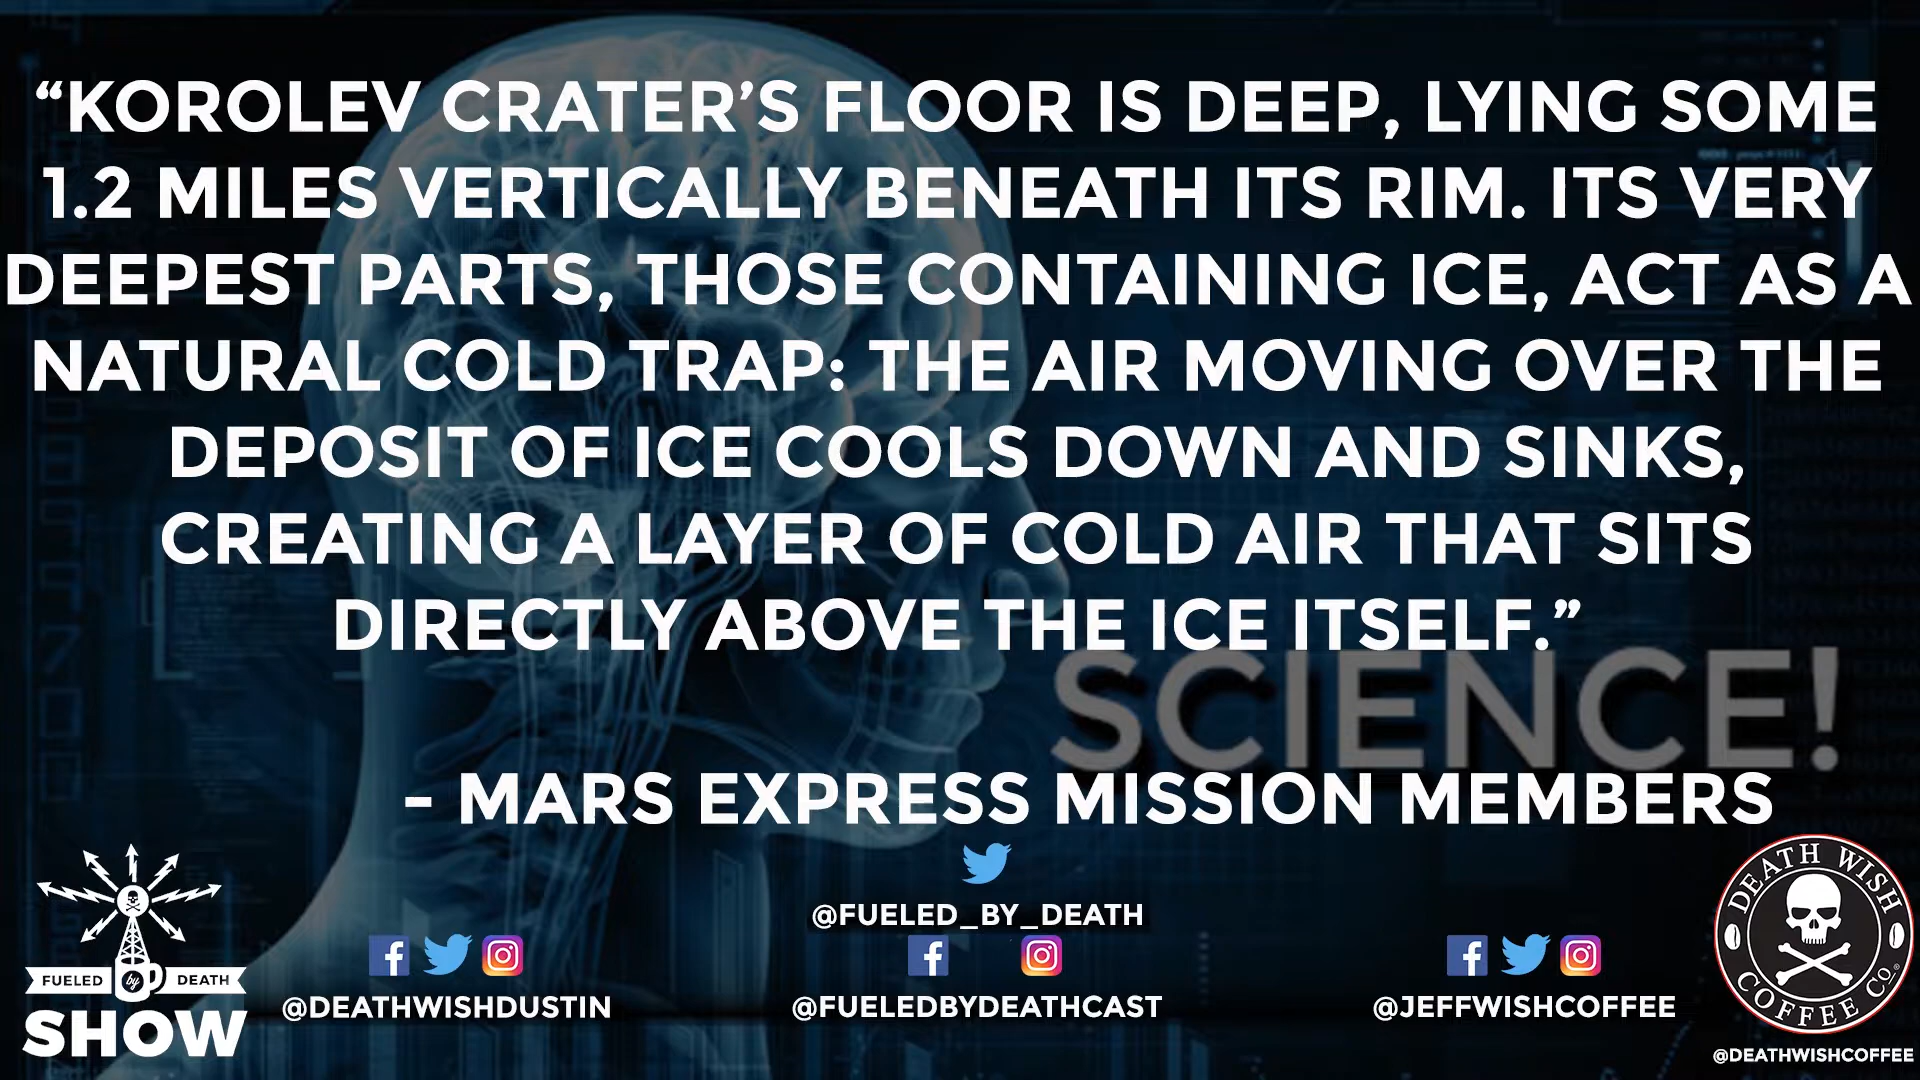 “KOROLEV CRATER’S FLOOR IS DEEP, LYING SOME
1.2 MILES VERTICALLY BENEATH ITS RIM. ITS VERY
DEEPEST PARTS, THOSE CONTAINING ICE, ACT AS A
NATURAL COLD TRAP: THE AIR MOVING OVER THE
DEPOSIT OF ICE COOLS DOWN AND SINKS,
CREATING A LAYER OF COLD AIR THAT SITS
DIRECTLY ABOVE THE ICE ITSELF.”
SCIENCE!
- MARS EXPRESS MISSION MEMBERS
FUELED by DEATH
SHOW
@DEATHWISHDUSTIN
@FUELED_BY_DEATH
@FUELEDBYDEATHCAST
@JEFFWISHCOFFEE
DEATH WISH
COFFEE CO.®
@DEATHWISHCOFFEE